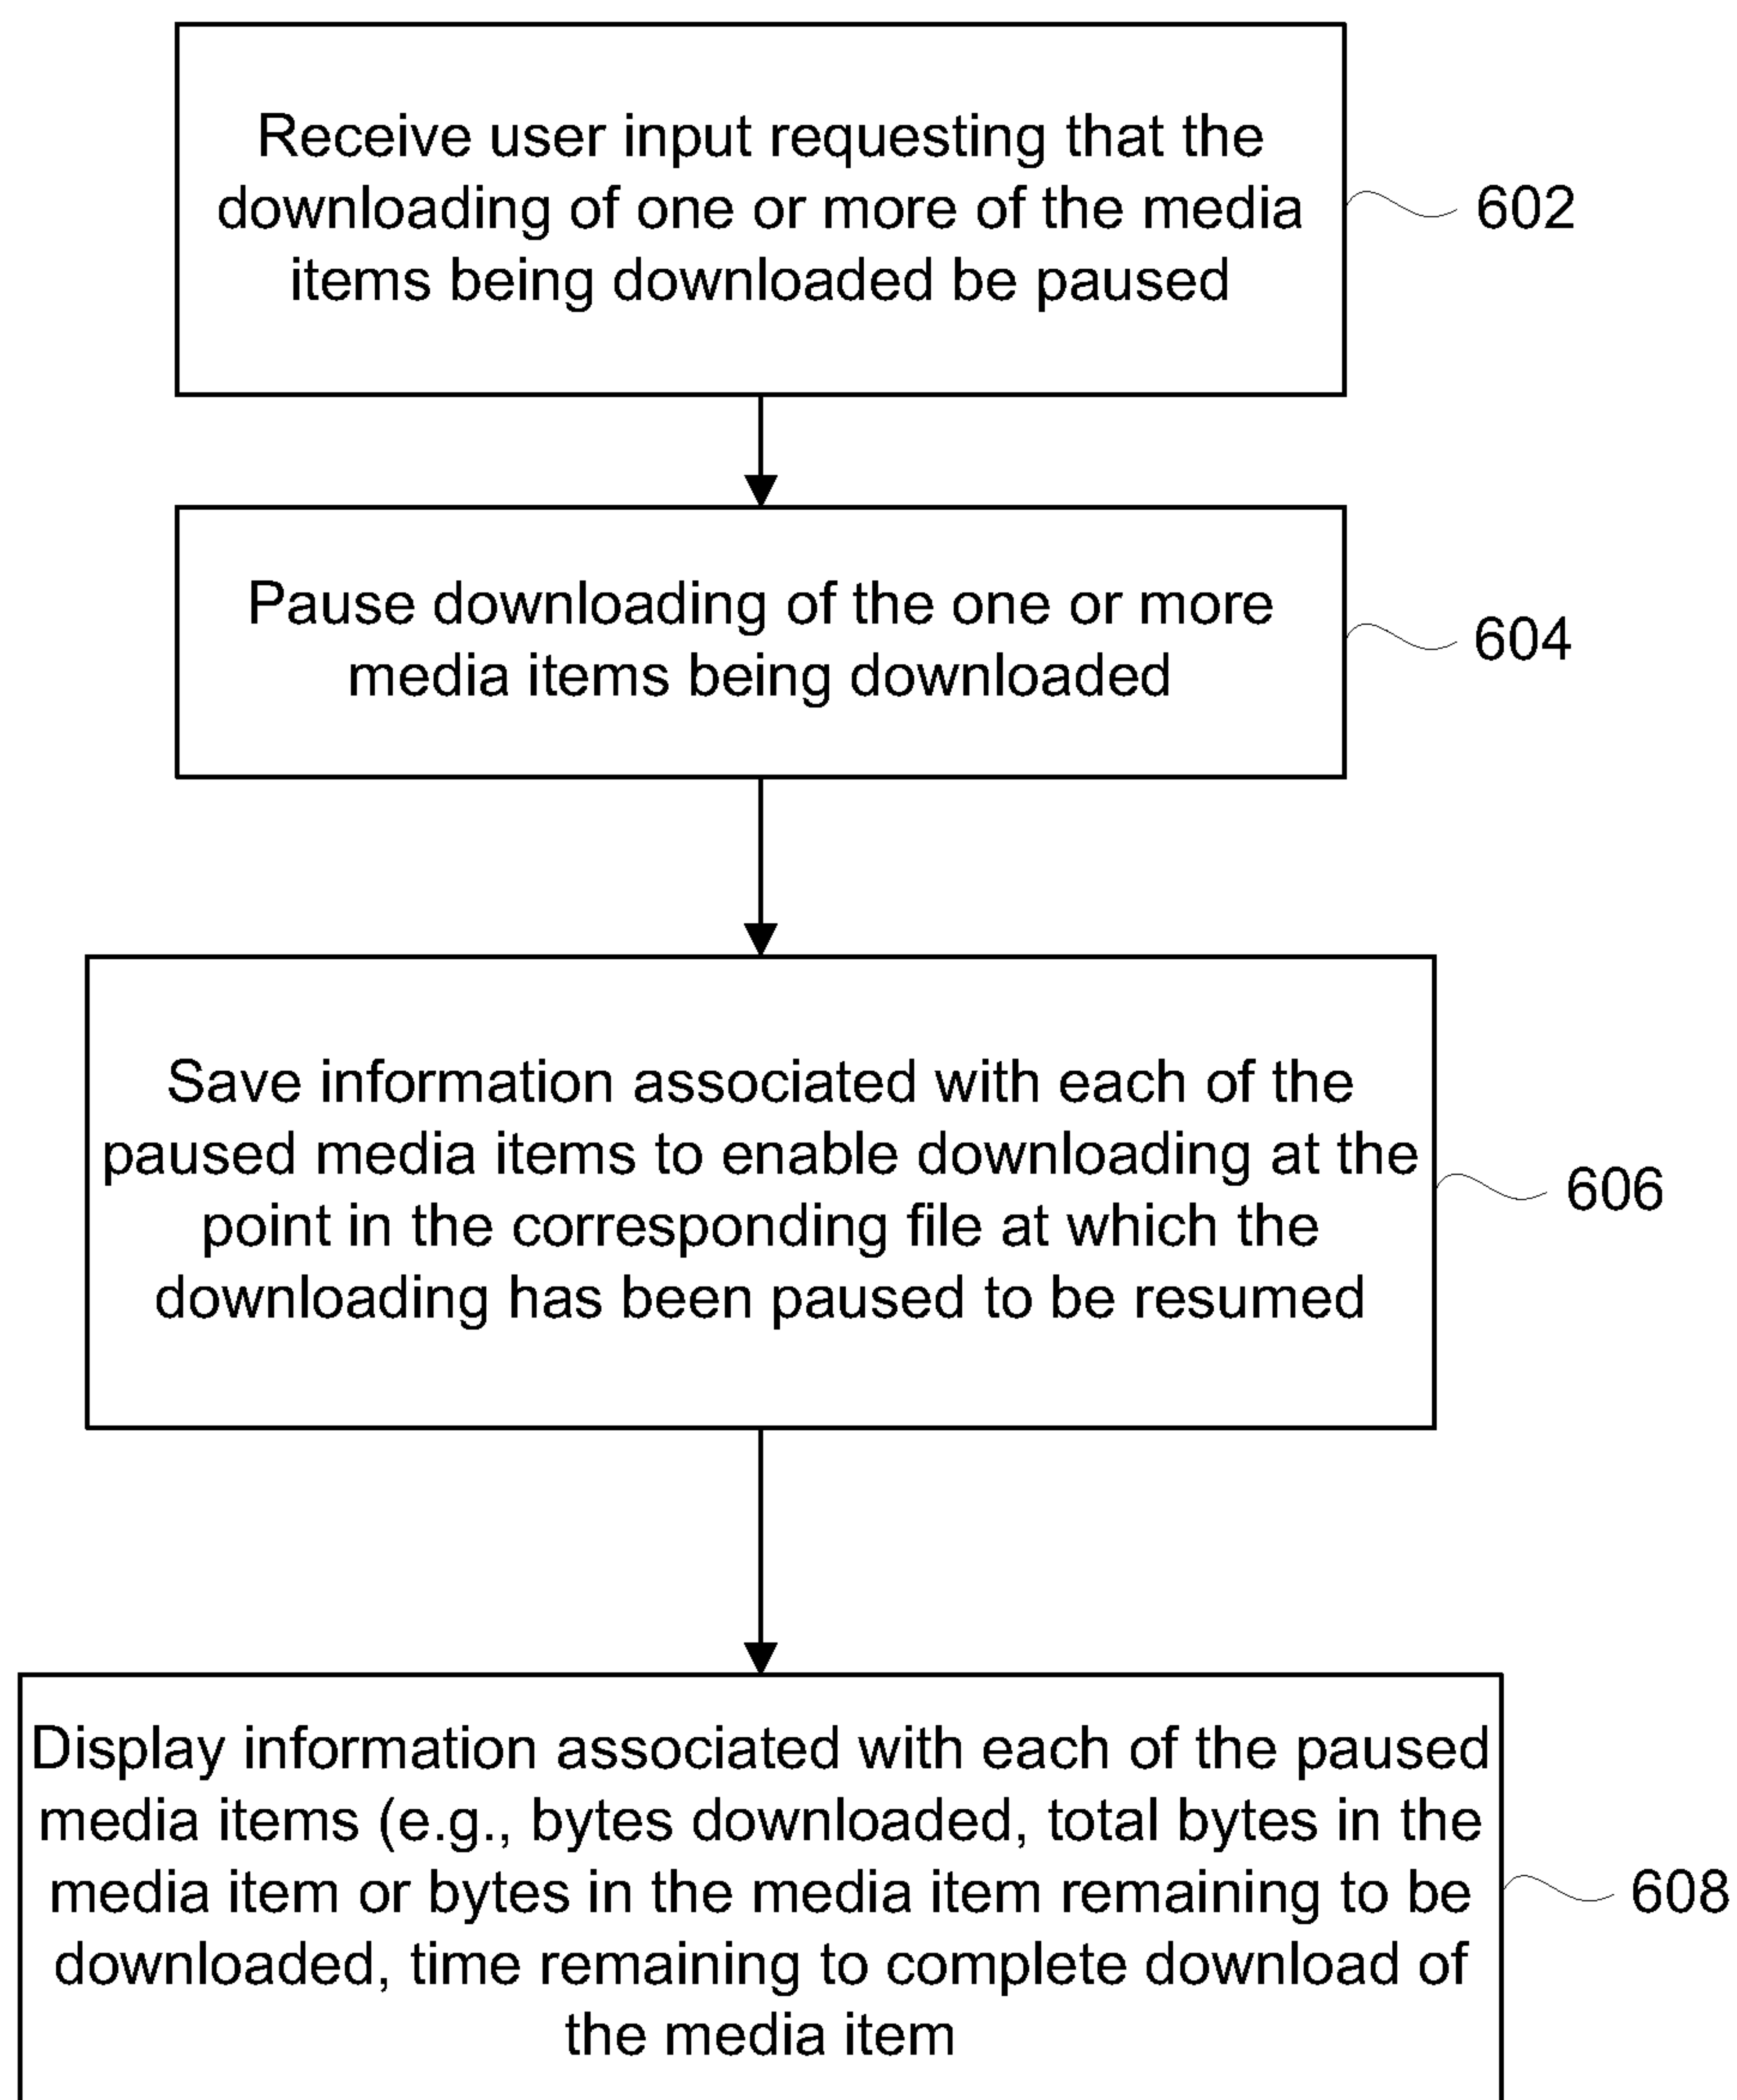 Receive user input requesting that the
downloading of one or more of the media
items being downloaded be paused
602
Pause downloading of the one or more
media items being downloaded
604
Save information associated with each of the
paused media items to enable downloading at the
point in the corresponding file at which the
downloading has been paused to be resumed
606
Display information associated with each of the paused
media items (e.g., bytes downloaded, total bytes in the
media item or bytes in the media item remaining to be
downloaded, time remaining to complete download of
the media item
608